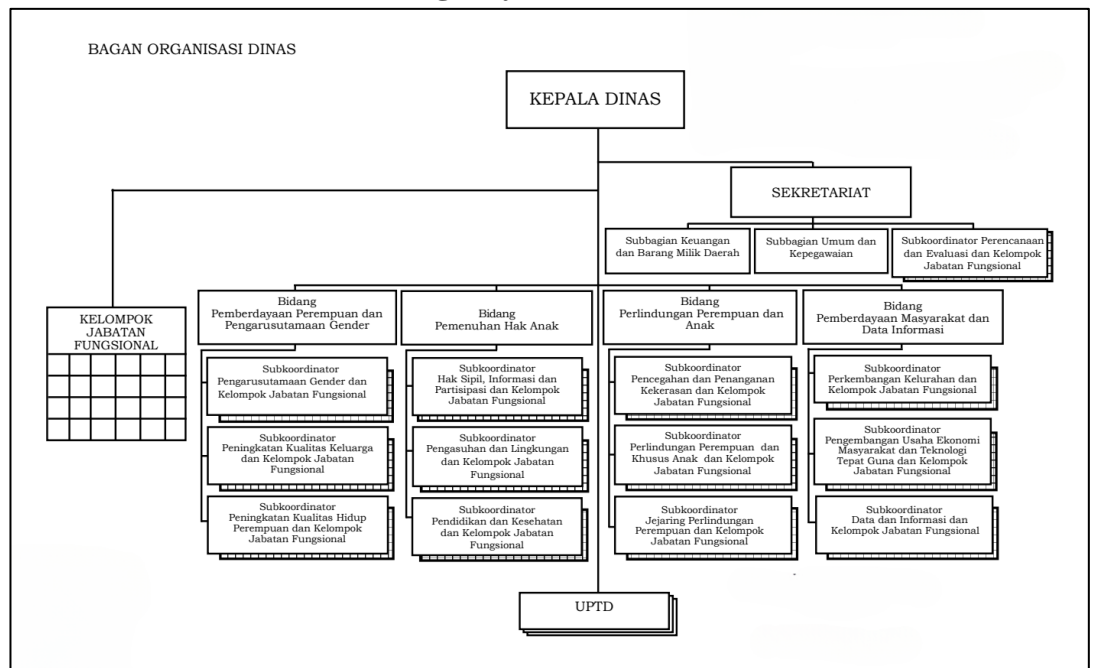 BAGAN ORGANISASI DINAS
KEPALA DINAS
SEKRETARIAT
Subbagian Keuangan
dan Barang Milik Daerah
Subbagian Umum dan
Kepegawaian
Subkoordinator Perencanaan
dan Evaluasi dan Kelompok
Jabatan Fungsional
KELOMPOK
JABATAN
FUNGSIONAL
Bidang
Pemberdayaan Perempuan dan
Pengarusutamaan Gender
Bidang
Pemenuhan Hak Anak
Bidang
Perlindungan Perempuan dan
Anak
Bidang
Pemberdayaan Masyarakat dan
Data Informasi
Subkoordinator
Pengarusutamaan Gender dan
Kelompok Jabatan Fungsional
Subkoordinator
Hak Sipil, Informasi dan
Partisipasi dan Kelompok
Jabatan Fungsional
Subkoordinator
Pencegahan dan Penanganan
Kekerasan dan Kelompok
Jabatan Fungsional
Subkoordinator
Perkembangan Kelurahan dan
Kelompok Jabatan Fungsional
Subkoordinator
Peningkatan Kualitas Keluarga
dan Kelompok Jabatan
Fungsional
Subkoordinator
Pengasuhan dan Lingkungan
dan Kelompok Jabatan
Fungsional
Subkoordinator
Perlindungan Perempuan dan
Khusus Anak dan Kelompok
Jabatan Fungsional
Subkoordinator
Pengembangan Usaha Ekonomi
Masyarakat dan Teknologi
Tepat Guna dan Kelompok
Jabatan Fungsional
Subkoordinator
Peningkatan Kualitas Hidup
Perempuan dan Kelompok
Jabatan Fungsional
Subkoordinator
Pendidikan dan Kesehatan
dan Kelompok Jabatan
Fungsional
Subkoordinator
Jejaring Perlindungan
Perempuan dan Kelompok
Jabatan Fungsional
Subkoordinator
Data dan Informasi dan
Kelompok Jabatan Fungsional
UPTD